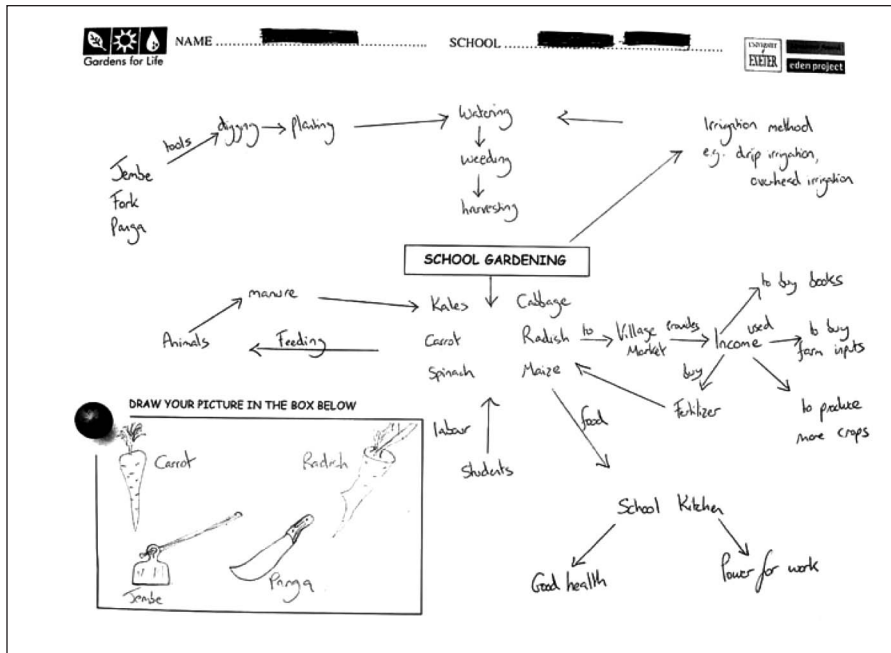 Gardens for Life
NAME
SCHOOL
UNIVERSITY
of
EXETER
eden project
Jembe
Fork
Panga
tools
digging
planting
Watering
weeding
harvesting
Irrigation method
e.g. drip irrigation,
overhead irrigation
SCHOOL GARDENING
Animals
manure
Feeding
Kales
Carrot
Spinach
Cabbage
Radish
Maize
to
Village
Market
provides
Income
used
to buy books
to buy
farm inputs
to produce
more crops
buy
Fertilizer
labour
Students
food
School Kitchen
Good health
Power for work
DRAW YOUR PICTURE IN THE BOX BELOW
Carrot
Radish
Jembe
Panga